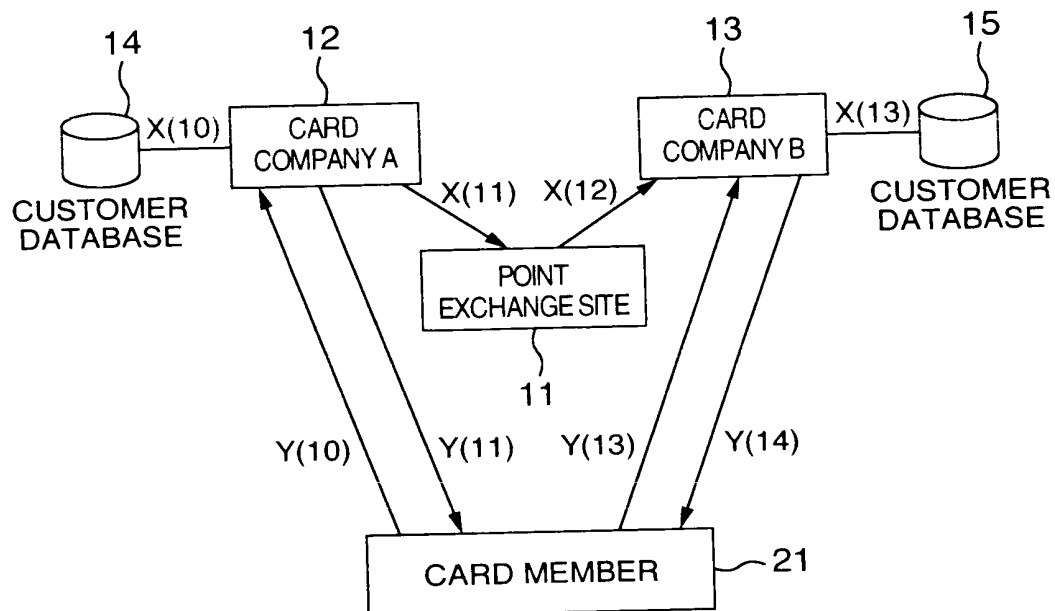 14
12
13
15
X(10)
CARD
COMPANY A
CARD
COMPANY B
X(13)
CUSTOMER
DATABASE
X(11)
X(12)
CUSTOMER
DATABASE
POINT
EXCHANGE SITE
11
Y(10)
Y(11)
Y(13)
Y(14)
CARD MEMBER
21